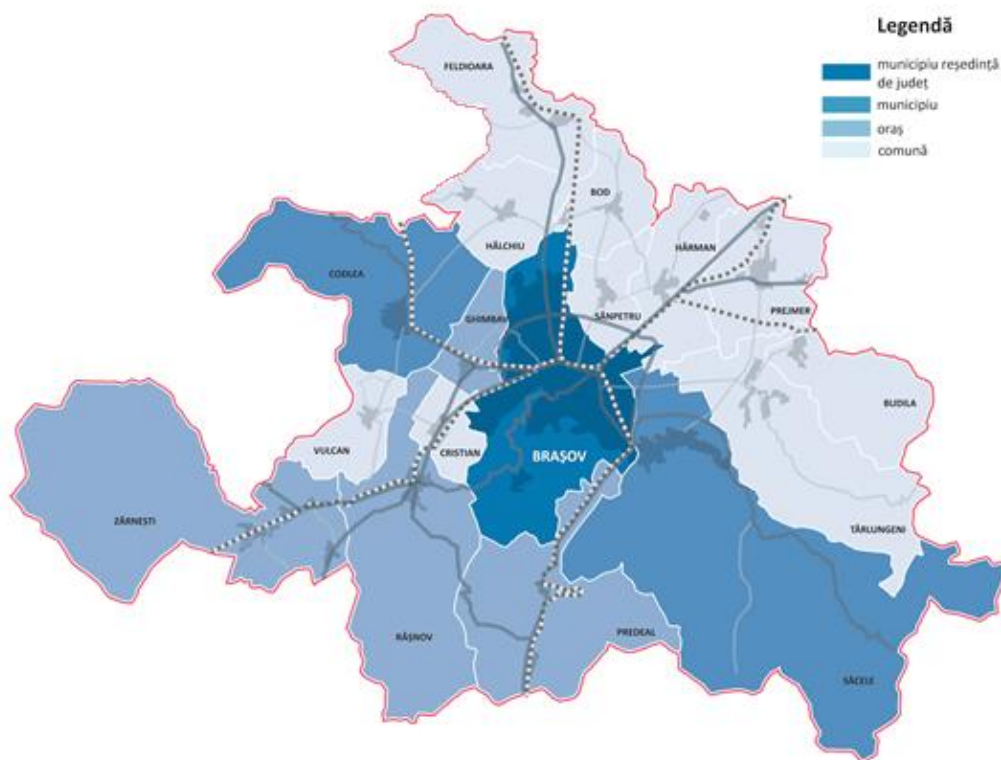 Legendă
municipiu reședință
de județ
municipiu
oraș
comună
FELDIOARA
BOD
HĂLCHIU
HĂRMAN
CODLEA
GHIMBAV
SÂNPETRU
PREJMER
BUDILA
VULCAN
CRISTIAN
BRAȘOV
ZĂRNESTI
TĂRLUNGENI
RÂȘNOV
PREDEAL
SĂCELE